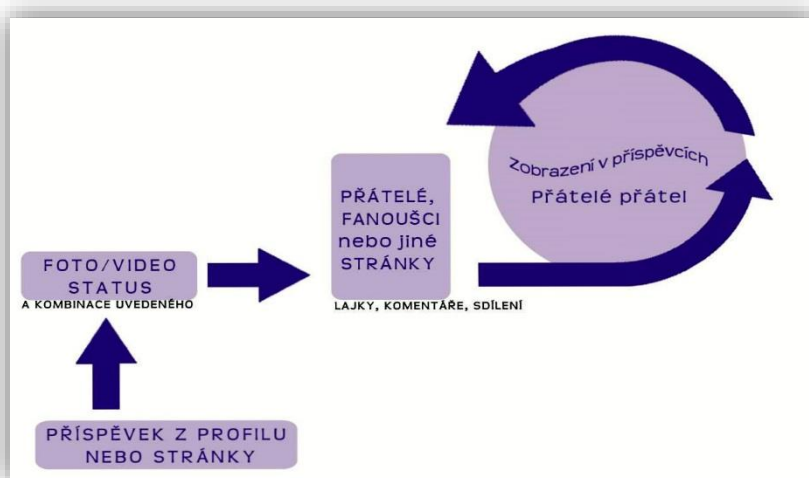 Zobrazení v příspěvcích
Přátelé přátel
PŘÁTELÉ,
FANOUŠCI
nebo jiné
STRÁNKY
LAJKY, KOMENTÁŘE, SDÍLENÍ
FOTO/VIDEO
STATUS
A KOMBINACE UVEDENÉHO
PŘÍSPĚVEK Z PROFILU
NEBO STRÁNKY